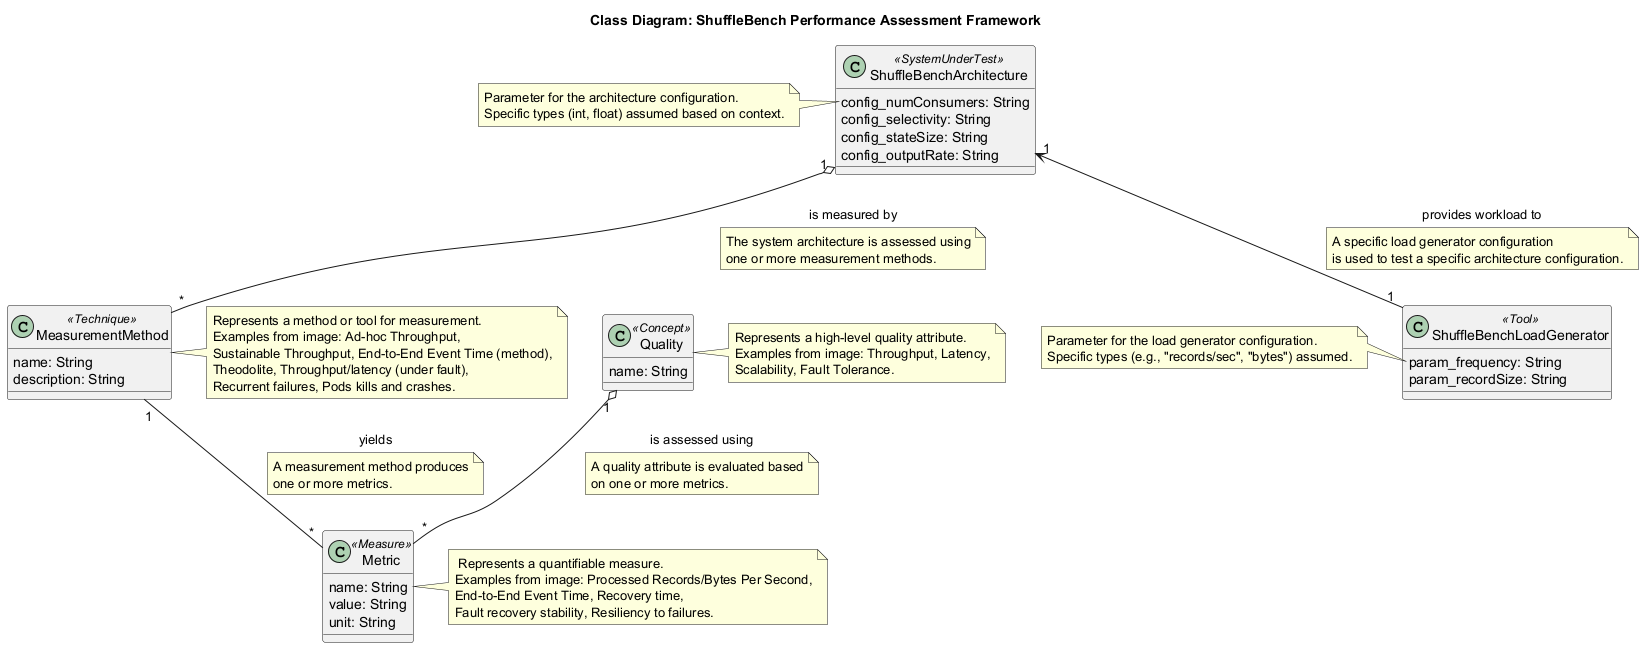 Class Diagram: ShuffleBench Performance Assessment Framework
C
«SystemUnderTest»
ShuffleBenchArchitecture
config_numConsumers: String
config_selectivity: String
config_stateSize: String
config_outputRate: String
Parameter for the architecture configuration.
Specific types (int, float) assumed based on context.
1
1
is measured by
The system architecture is assessed using
one or more measurement methods.
provides workload to
A specific load generator configuration
is used to test a specific architecture configuration.
*
1
C
«Technique»
MeasurementMethod
name: String
description: String
Represents a method or tool for measurement.
Examples from image: Ad-hoc Throughput,
Sustainable Throughput, End-to-End Event Time (method),
Theodolite, Throughput/latency (under fault),
Recurrent failures, Pods kills and crashes.
C
«Concept»
Quality
name: String
Represents a high-level quality attribute.
Examples from image: Throughput, Latency,
Scalability, Fault Tolerance.
Parameter for the load generator configuration.
Specific types (e.g., "records/sec", "bytes") assumed.
C
«Tool»
ShuffleBenchLoadGenerator
param_frequency: String
param_recordSize: String
1
1
yields
A measurement method produces
one or more metrics.
is assessed using
A quality attribute is evaluated based
on one or more metrics.
*
*
C
«Measure»
Metric
name: String
value: String
unit: String
Represents a quantifiable measure.
Examples from image: Processed Records/Bytes Per Second,
End-to-End Event Time, Recovery time,
Fault recovery stability, Resiliency to failures.